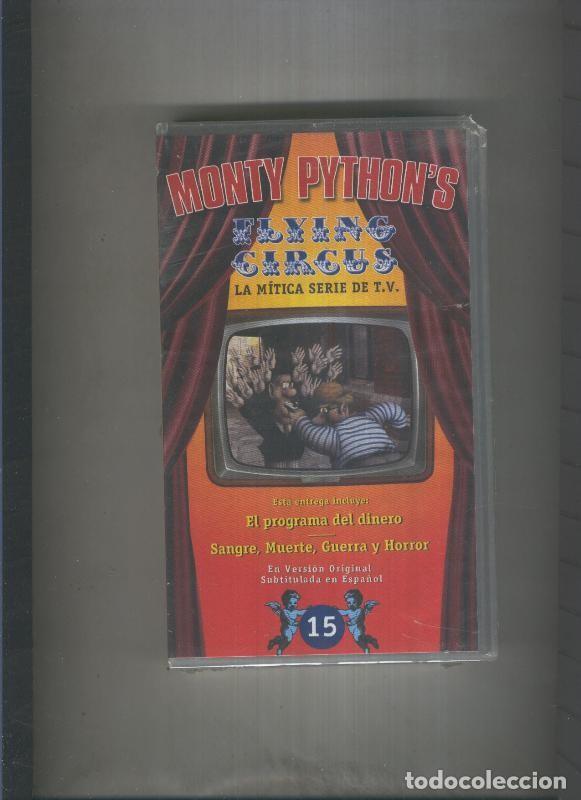 MONTY PYTHON'S
FLYING
CIRCUS
LA MÍTICA SERIE DE T.V.
Esta entrega incluye:
El programa del dinero
Sangre, Muerte, Guerra y Horror
En Versión Original
Subtitulada en Español
15
todocoleccion